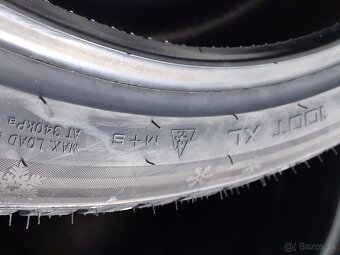 100T XL
M+S
MAX. LOAD
AT 340KPa
© Bazos.sk